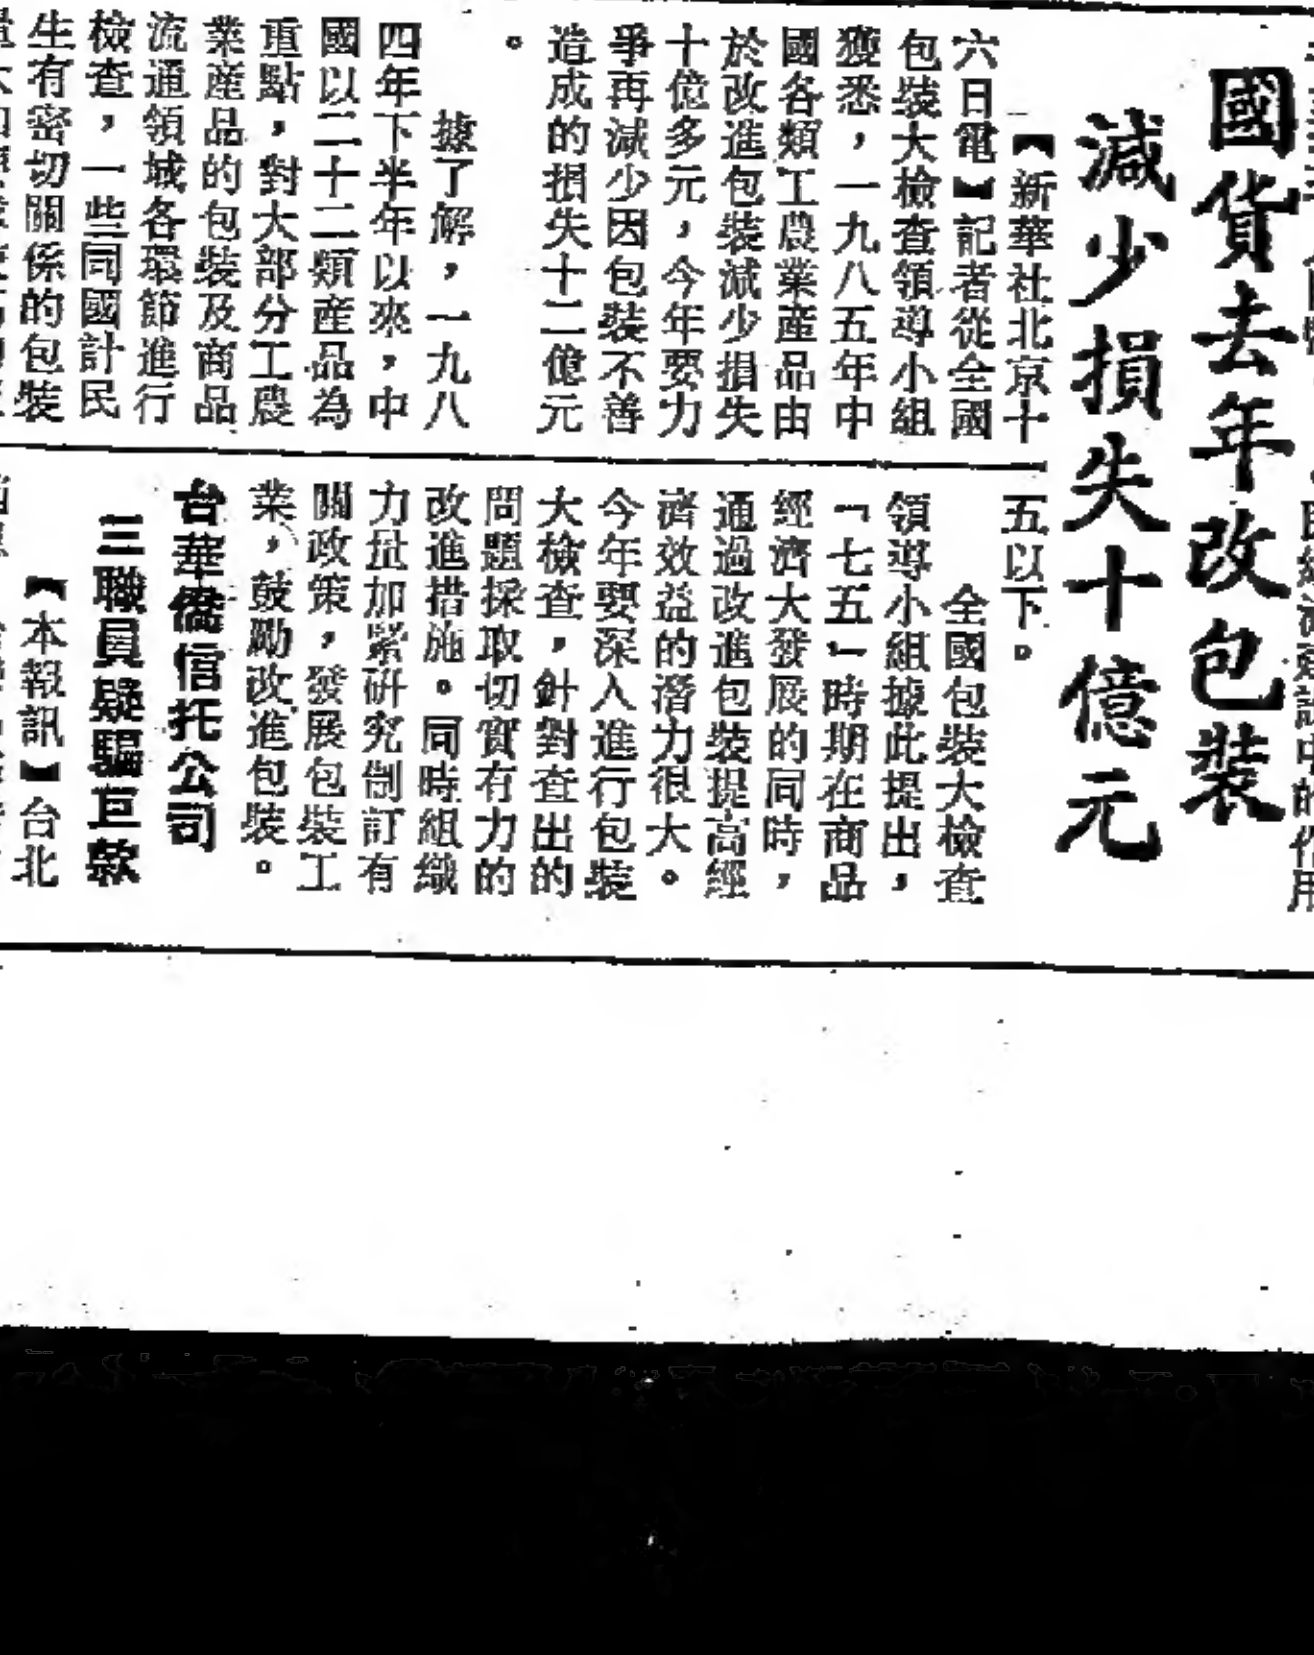 國貨去年改包裝
減少損失十億元
【新華社北京十
六日電】記者從全國
包裝大檢查領導小組
獲悉，一九八五年中
國各類工農業產品由
於改進包裝減少損失
十億多元，今年要力
爭再減少因包裝不善
造成的損失十二億元
。
據了解，一九八
四年下半年以來，中
國以二十二類產品為
重點，對大部分工農
業產品的包裝及商品
流通領域各環節進行
檢查，一些同國計民
生有密切關係的包裝
五以下。
全國包裝大檢查
領導小組據此提出，
「七五」時期在商品
經濟大發展的同時，
通過改進包裝提高經
濟效益的潛力很大。
今年要深入進行包裝
大檢查，針對查出的
問題採取切實有力的
改進措施。同時組織
力量加緊研究制訂有
關政策，發展包裝工
業，鼓勵改進包裝。
台華僑信托公司
三職員疑騙巨款
【本報訊】台北